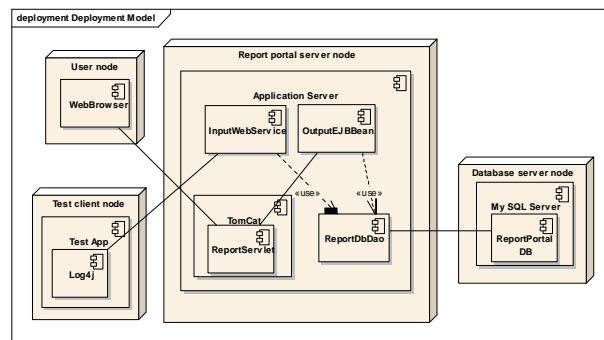 deployment Deployment Model
Report portal server node
User node
WebBrowser
Application Server
InputWebService
OutputEJBBean
Database server node
My SQL Server
ReportPortal
DB
Test client node
Test App
Log4j
«use»
«use»
TomCat
ReportServlet
ReportDbDao